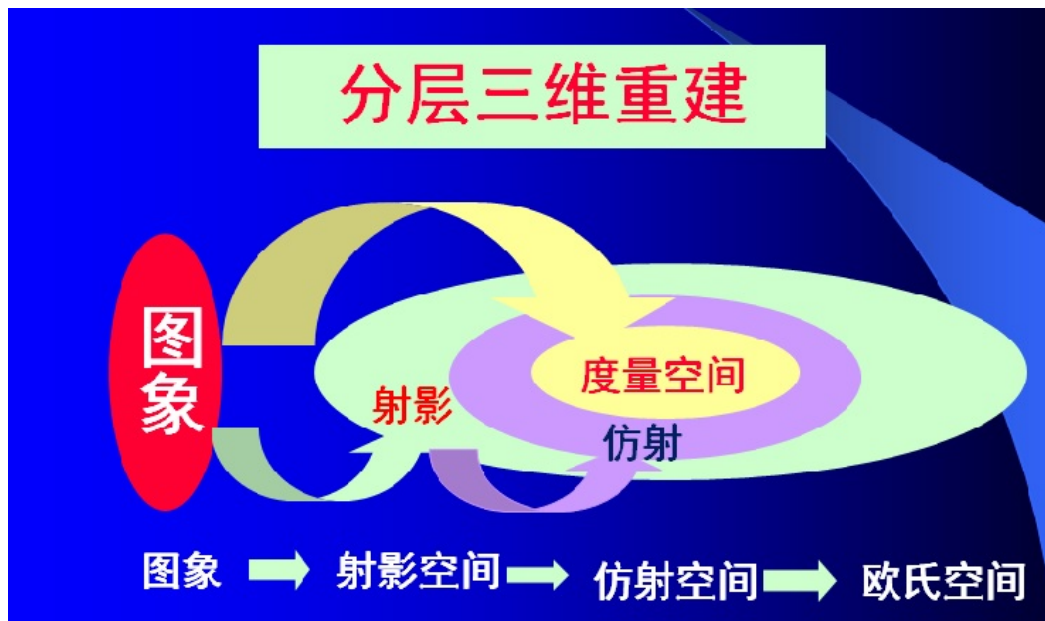 分层三维重建
图象
度量空间
射影
仿射
图象 射影空间 仿射空间 欧氏空间